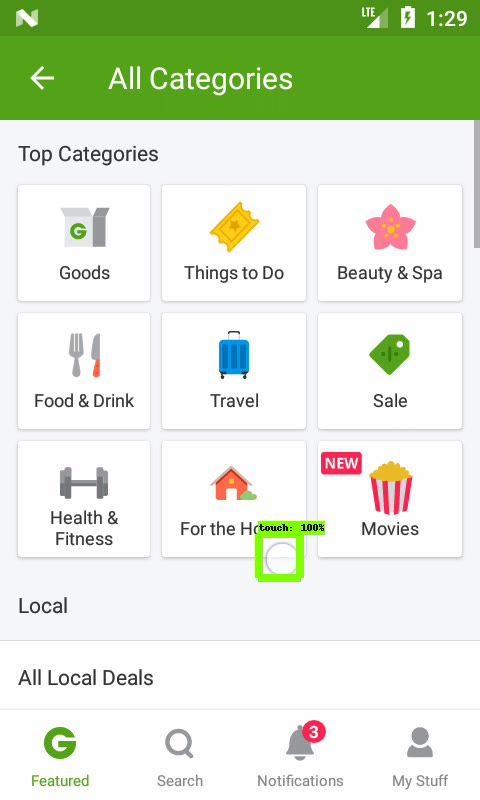 LTE 1:29
All Categories
Top Categories
Goods
Things to Do
Beauty & Spa
Food & Drink
Travel
Sale
Health &
Fitness
For the Ho
touch: 100%
NEW
Movies
Local
All Local Deals
3
Featured
Search
Notifications
My Stuff